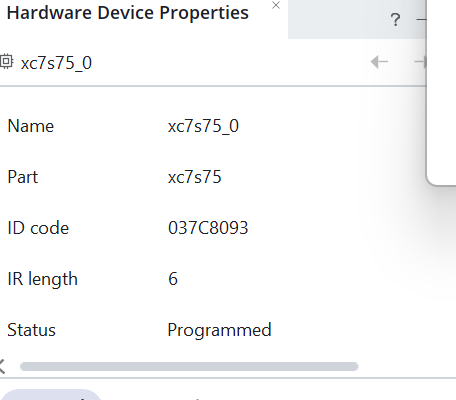 Hardware Device Properties
?
xc7s75_0
Name xc7s75_0
Part xc7s75
ID code 037C8093
IR length 6
Status Programmed